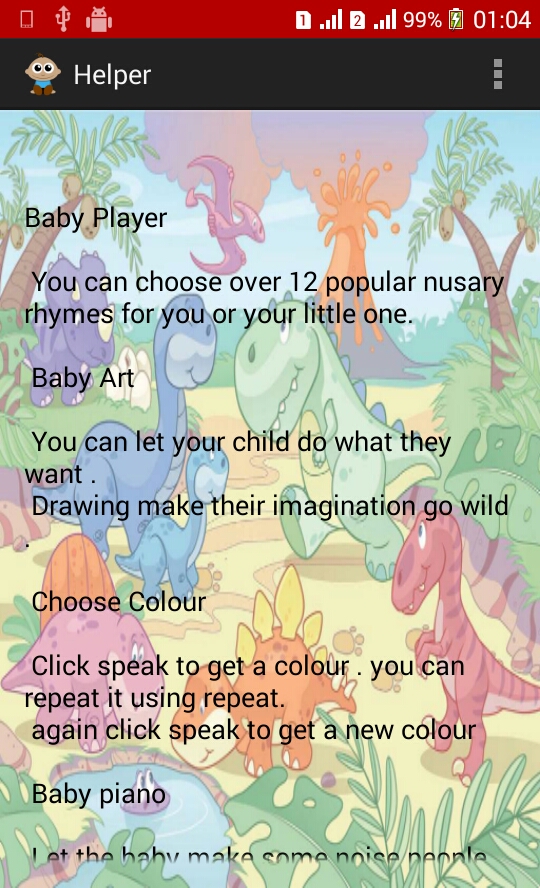 1 2 99% 01:04
Helper
Baby Player
You can choose over 12 popular nusary
rhymes for you or your little one.
Baby Art
You can let your child do what they
want .
Drawing make their imagination go wild
.
Choose Colour
Click speak to get a colour . you can
repeat it using repeat.
again click speak to get a new colour
Baby piano
Let the baby make some noise people